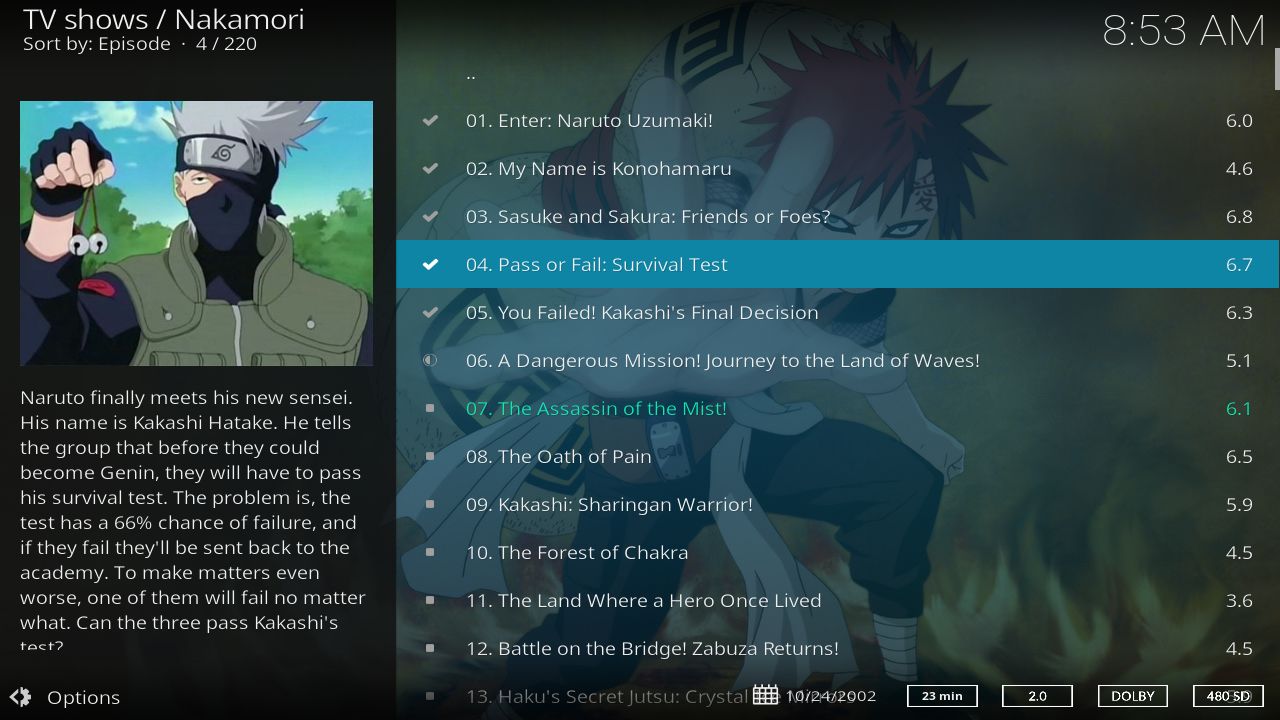 TV shows / Nakamori
Sort by: Episode · 4 / 220
8:53 AM
..
01. Enter: Naruto Uzumaki! 6.0
02. My Name is Konohamaru 4.6
03. Sasuke and Sakura: Friends or Foes? 6.8
04. Pass or Fail: Survival Test 6.7
05. You Failed! Kakashi's Final Decision 6.3
06. A Dangerous Mission! Journey to the Land of Waves! 5.1
07. The Assassin of the Mist! 6.1
08. The Oath of Pain 6.5
09. Kakashi: Sharingan Warrior! 5.9
10. The Forest of Chakra 4.5
11. The Land Where a Hero Once Lived 3.6
12. Battle on the Bridge! Zabuza Returns! 4.5
13. Haku's Secret Jutsu: Crystal
愛
Naruto finally meets his new sensei.
His name is Kakashi Hatake. He tells
the group that before they could
become Genin, they will have to pass
his survival test. The problem is, the
test has a 66% chance of failure, and
if they fail they'll be sent back to the
academy. To make matters even
worse, one of them will fail no matter
what. Can the three pass Kakashi's
test?
Options
10/24/2002
23 min
2.0
DOLBY
480 SD